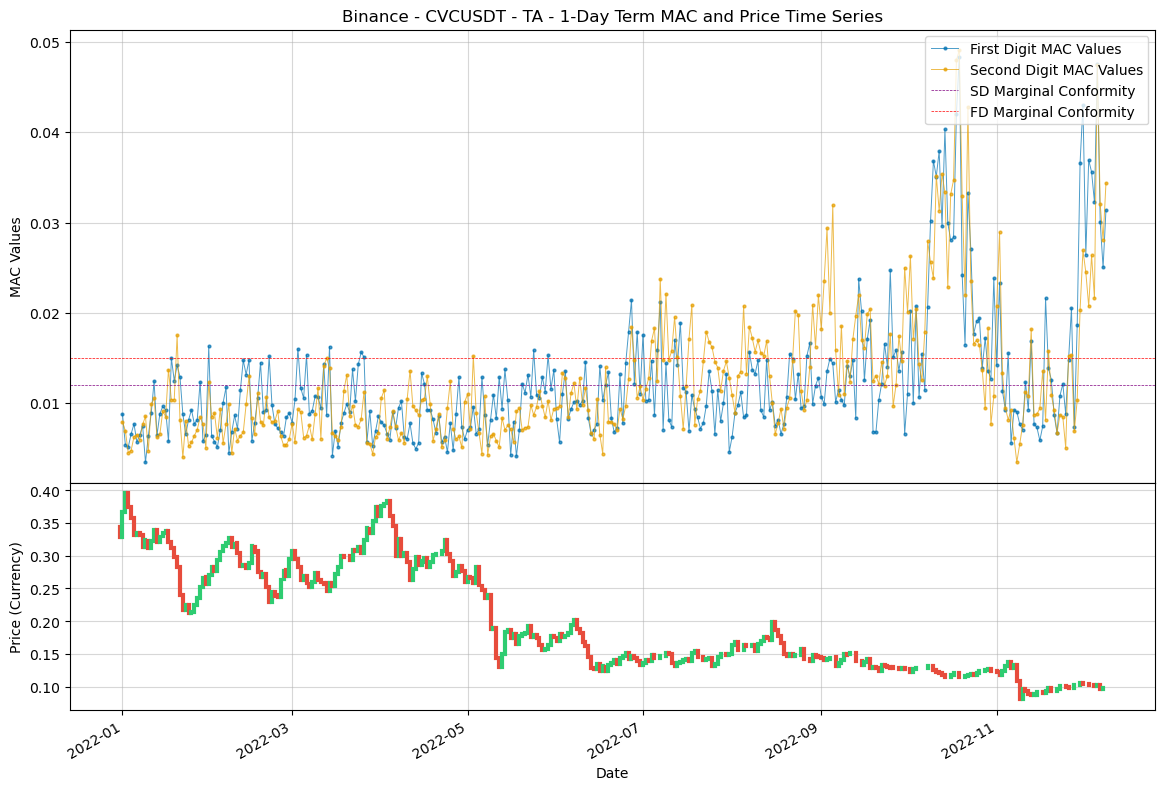 Binance - CVCUSDT - TA - 1-Day Term MAC and Price Time Series
First Digit MAC Values
Second Digit MAC Values
SD Marginal Conformity
FD Marginal Conformity
MAC Values
0.05
0.04
0.03
0.02
0.01
Price (Currency)
0.40
0.35
0.30
0.25
0.20
0.15
0.10
2022-01
2022-03
2022-05
2022-07
2022-09
2022-11
Date